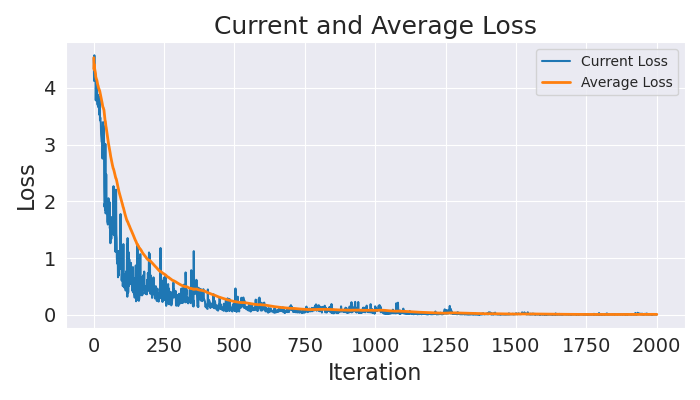 Current and Average Loss
Current Loss
Average Loss
Loss
4
3
2
1
0
0 250 500 750 1000 1250 1500 1750 2000
Iteration